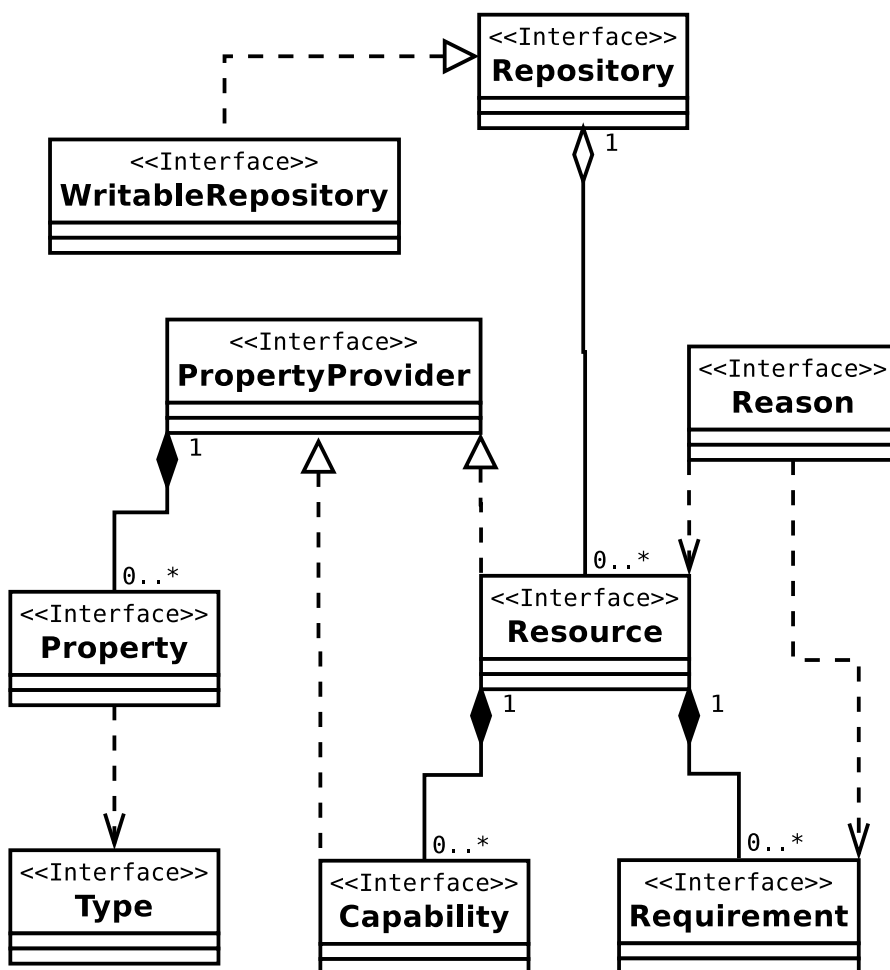 <<Interface>>
Repository
1
<<Interface>>
WritableRepository
<<Interface>>
PropertyProvider
1
<<Interface>>
Reason
0..*
<<Interface>>
Property
0..*
<<Interface>>
Resource
1
1
<<Interface>>
Type
0..*
<<Interface>>
Capability
0..*
<<Interface>>
Requirement